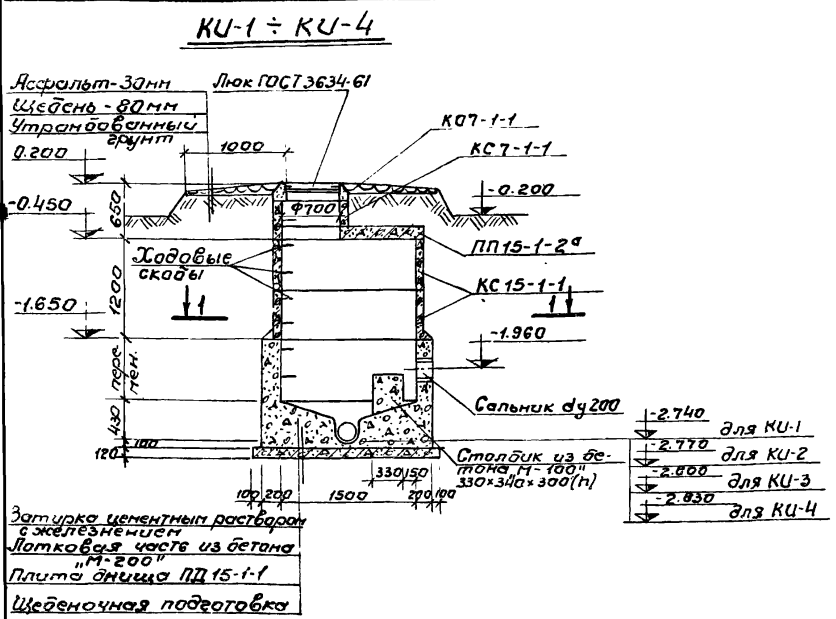 КИ-1 ÷ КИ-4
Асфальт-30мм
Щебень - 80мм
Утрамбованный
грунт
Люк ГОСТ 3634-61
КО7-1-1
КС7-1-1
0.200
1000
-0.450
650
Ф700
-0.200
ПП15-1-2а
Ходовые
скобы
КС15-1-1
1200
-1.650
1
1
-1.960
пере
мен.
Сальник dy200
430
-2.740
для КИ-1
100
-2.770
для КИ-2
120
Столбик из бе-
тона М-100"
330×340×300(h)
-2.800
для КИ-3
-2.830
для КИ-4
330 150
100 200 1500 200 100
Затирка цементным раствором
с железнением
Лотковая часть из бетона
„М-200"
Плита днища ПД15-1-1
Щебеночная подготовка